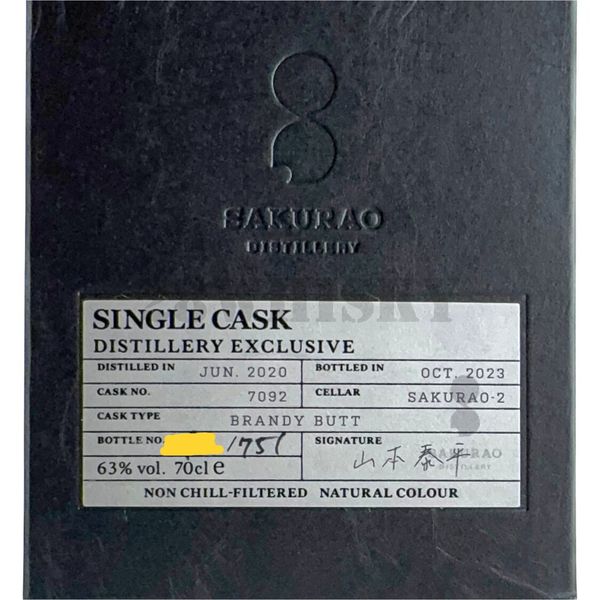 SAKURAO
DISTILLERY
SINGLE CASK
DISTILLERY EXCLUSIVE
DISTILLED IN JUN. 2020 BOTTLED IN OCT. 2023
CASK NO. 7092 CELLAR SAKURAO-2
CASK TYPE BRANDY BUTT
BOTTLE NO. /751 SIGNATURE 山本泰平
SAKURAO
DISTILLERY
63% vol. 70cl e
NON CHILL-FILTERED NATURAL COLOUR